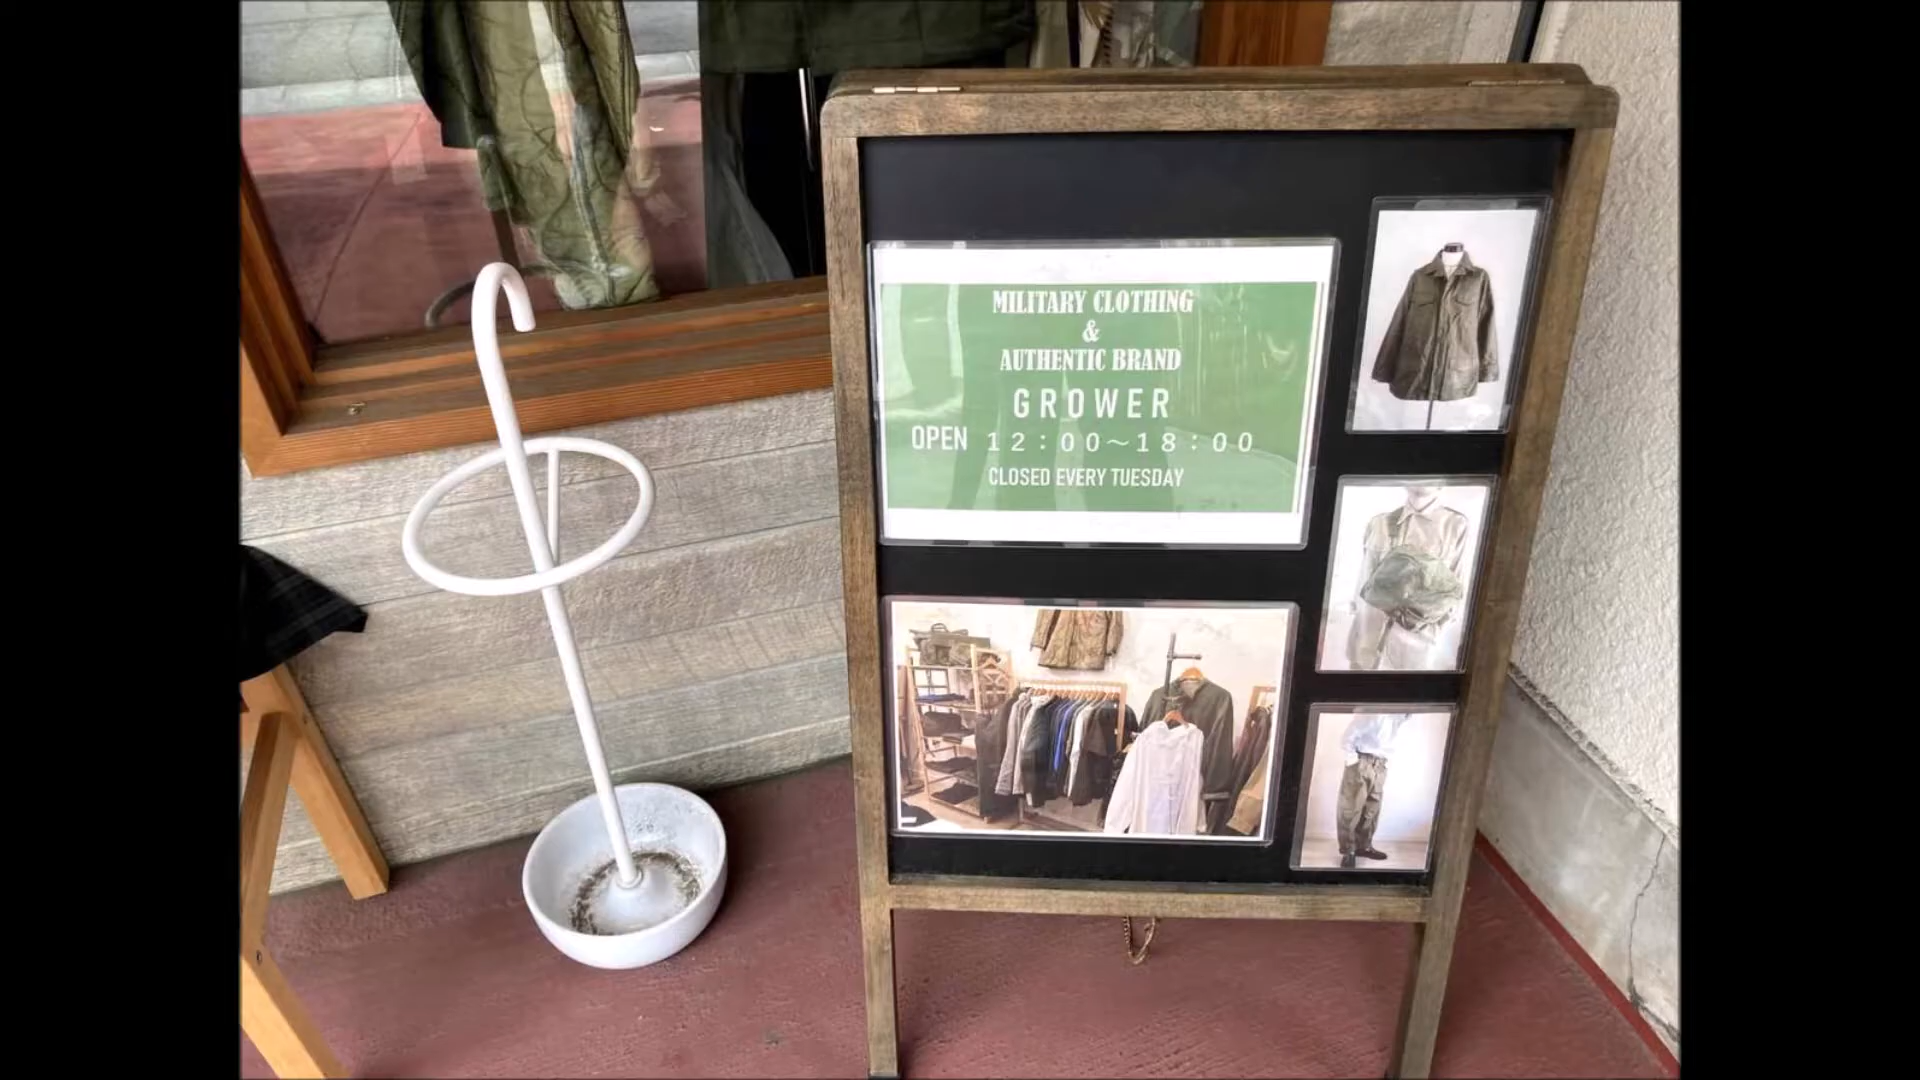 MILITARY CLOTHING
&
AUTHENTIC BRAND
GROWER
OPEN 12:00～18:00
CLOSED EVERY TUESDAY